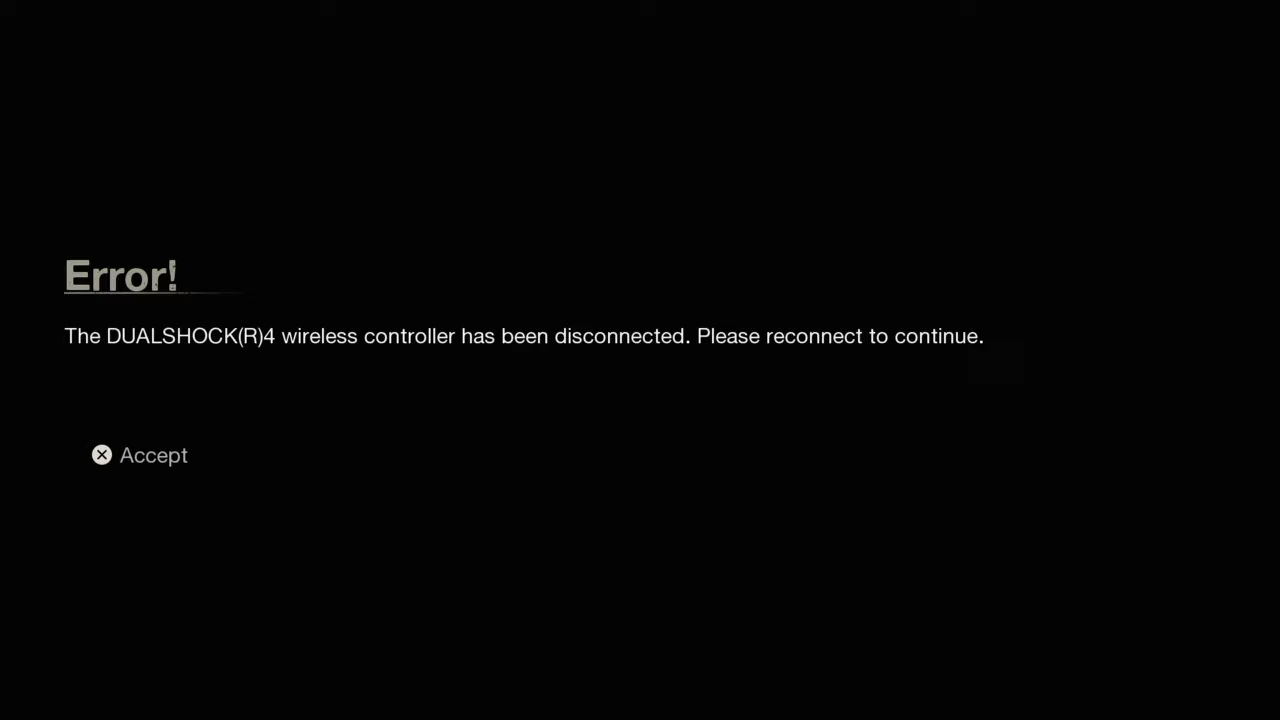 Error!
The DUALSHOCK(R)4 wireless controller has been disconnected. Please reconnect to continue.
Accept